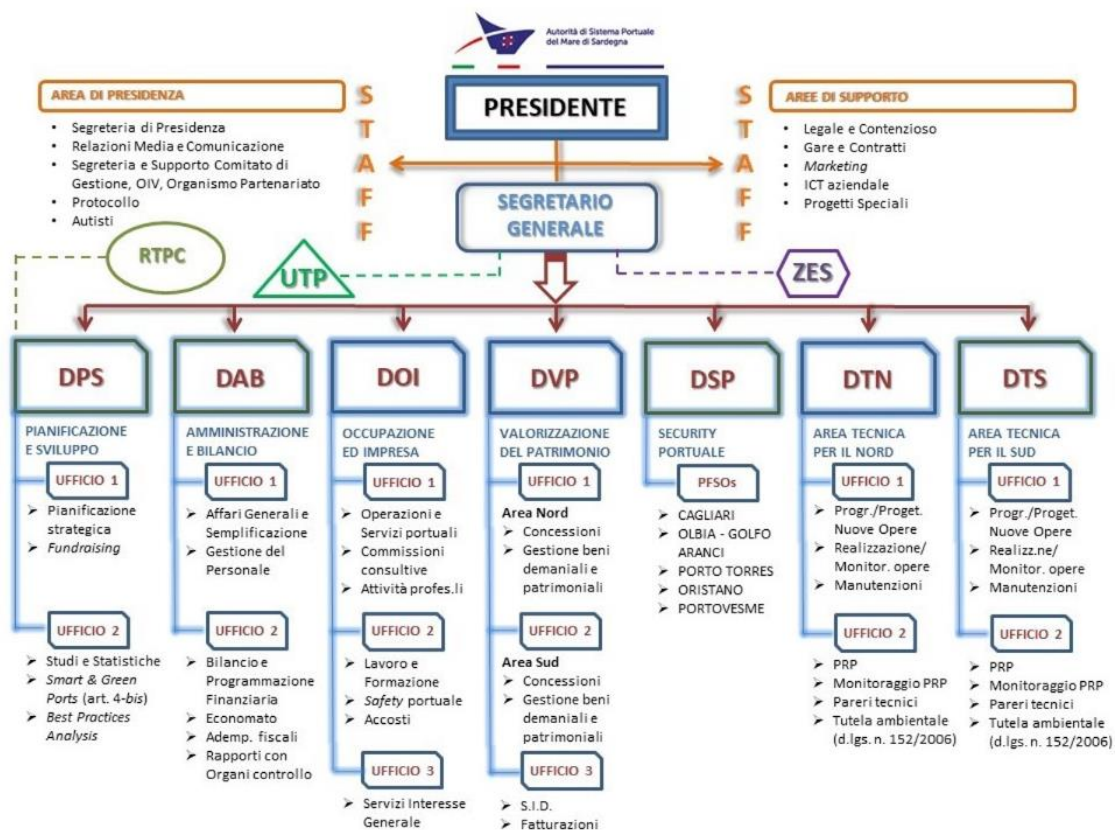 Autorità di Sistema Portuale
del Mare di Sardegna
AREA DI PRESIDENZA
• Segreteria di Presidenza
• Relazioni Media e Comunicazione
• Segreteria e Supporto Comitato di
Gestione, OIV, Organismo Partenariato
• Protocollo
• Autisti
STAFF
PRESIDENTE
SEGRETARIO
GENERALE
STAFF
AREE DI SUPPORTO
• Legale e Contenzioso
• Gare e Contratti
• Marketing
• ICT aziendale
• Progetti Speciali
RTPC
UTP
ZES
DPS
PIANIFICAZIONE
E SVILUPPO
UFFICIO 1
➢ Pianificazione
strategica
➢ Fundraising
UFFICIO 2
➢ Studi e Statistiche
➢ Smart & Green
Ports (art. 4-bis)
➢ Best Practices
Analysis
DAB
AMMINISTRAZIONE
E BILANCIO
UFFICIO 1
➢ Affari Generali e
Semplificazione
➢ Gestione del
Personale
UFFICIO 2
➢ Bilancio e
Programmazione
Finanziaria
➢ Economato
➢ Ademp. fiscali
➢ Rapporti con
Organi controllo
DOI
OCCUPAZIONE
ED IMPRESA
UFFICIO 1
➢ Operazioni e
Servizi portuali
➢ Commissioni
consultive
➢ Attività profes.li
UFFICIO 2
➢ Lavoro e
Formazione
➢ Safety portuale
➢ Accosti
UFFICIO 3
➢ Servizi Interesse
Generale
DVP
VALORIZZAZIONE
DEL PATRIMONIO
UFFICIO 1
Area Nord
➢ Concessioni
➢ Gestione beni
demaniali e
patrimoniali
UFFICIO 2
Area Sud
➢ Concessioni
➢ Gestione beni
demaniali e
patrimoniali
UFFICIO 3
➢ S.I.D.
➢ Fatturazioni
DSP
SECURITY
PORTUALE
PFSOs
➢ CAGLIARI
➢ OLBIA - GOLFO
ARANCI
➢ PORTO TORRES
➢ ORISTANO
➢ PORTOVESME
DTN
AREA TECNICA
PER IL NORD
UFFICIO 1
➢ Progr./Proget.
Nuove Opere
➢ Realizzazione/
Monitor. opere
➢ Manutenzioni
UFFICIO 2
➢ PRP
➢ Monitoraggio PRP
➢ Pareri tecnici
➢ Tutela ambientale
(d.lgs. n. 152/2006)
DTS
AREA TECNICA
PER IL SUD
UFFICIO 1
➢ Progr./Proget.
Nuove Opere
➢ Realizz.ne/
Monitor. opere
➢ Manutenzioni
UFFICIO 2
➢ PRP
➢ Monitoraggio PRP
➢ Pareri tecnici
➢ Tutela ambientale
(d.lgs. n. 152/2006)